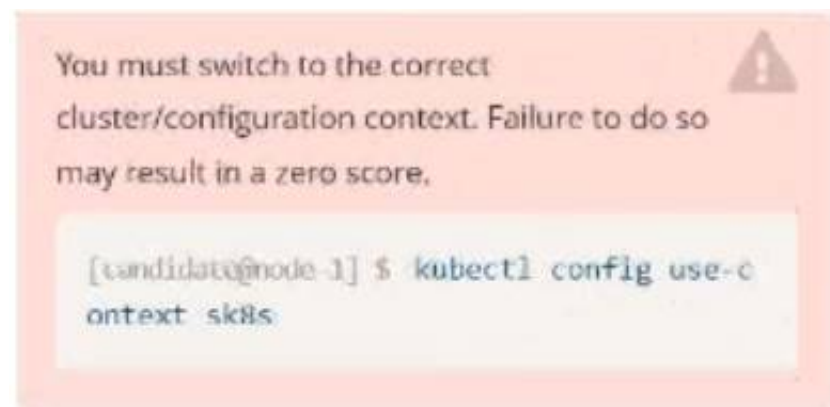 You must switch to the correct
cluster/configuration context. Failure to do so
may result in a zero score.
[candidate@node-1] $ kubectl config use-c
ontext sk8s